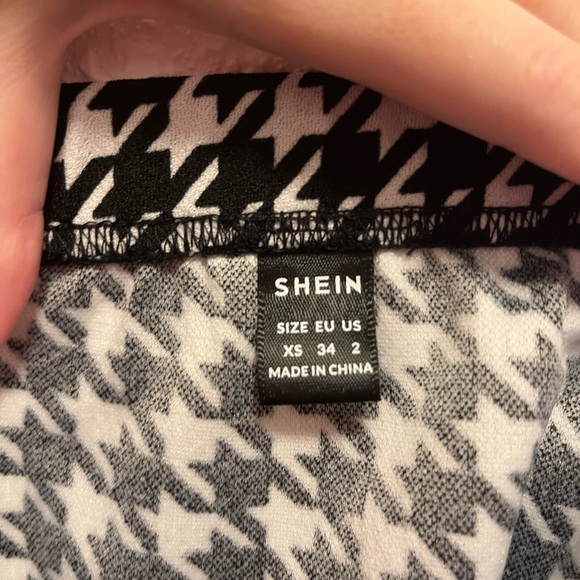 SHEIN
SIZE EU US
XS 34 2
MADE IN CHINA